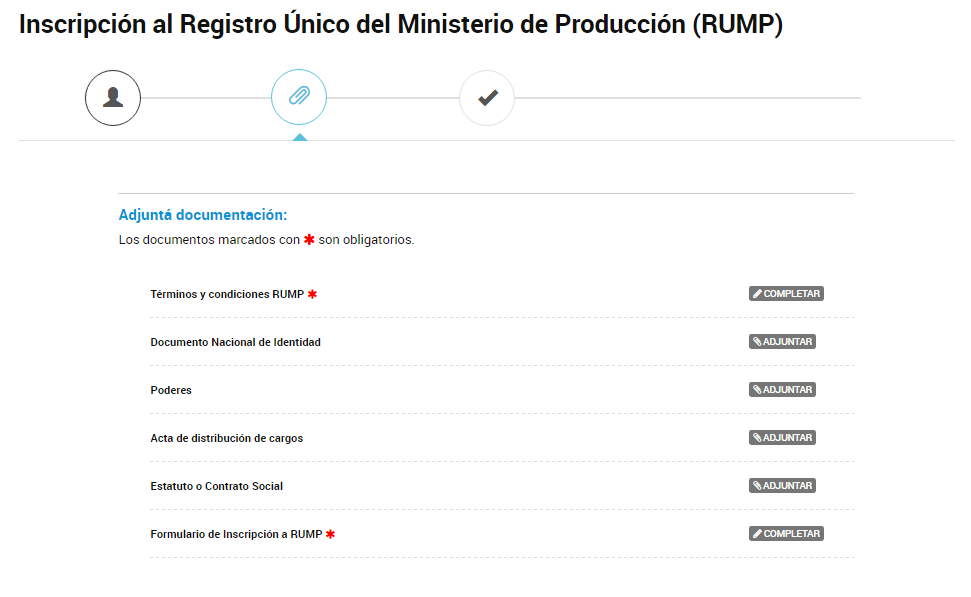 Inscripción al Registro Único del Ministerio de Producción (RUMP)
Adjuntá documentación:
Los documentos marcados con ✱ son obligatorios.
Términos y condiciones RUMP ✱ COMPLETAR
Documento Nacional de Identidad ADJUNTAR
Poderes ADJUNTAR
Acta de distribución de cargos ADJUNTAR
Estatuto o Contrato Social ADJUNTAR
Formulario de Inscripción a RUMP ✱ COMPLETAR